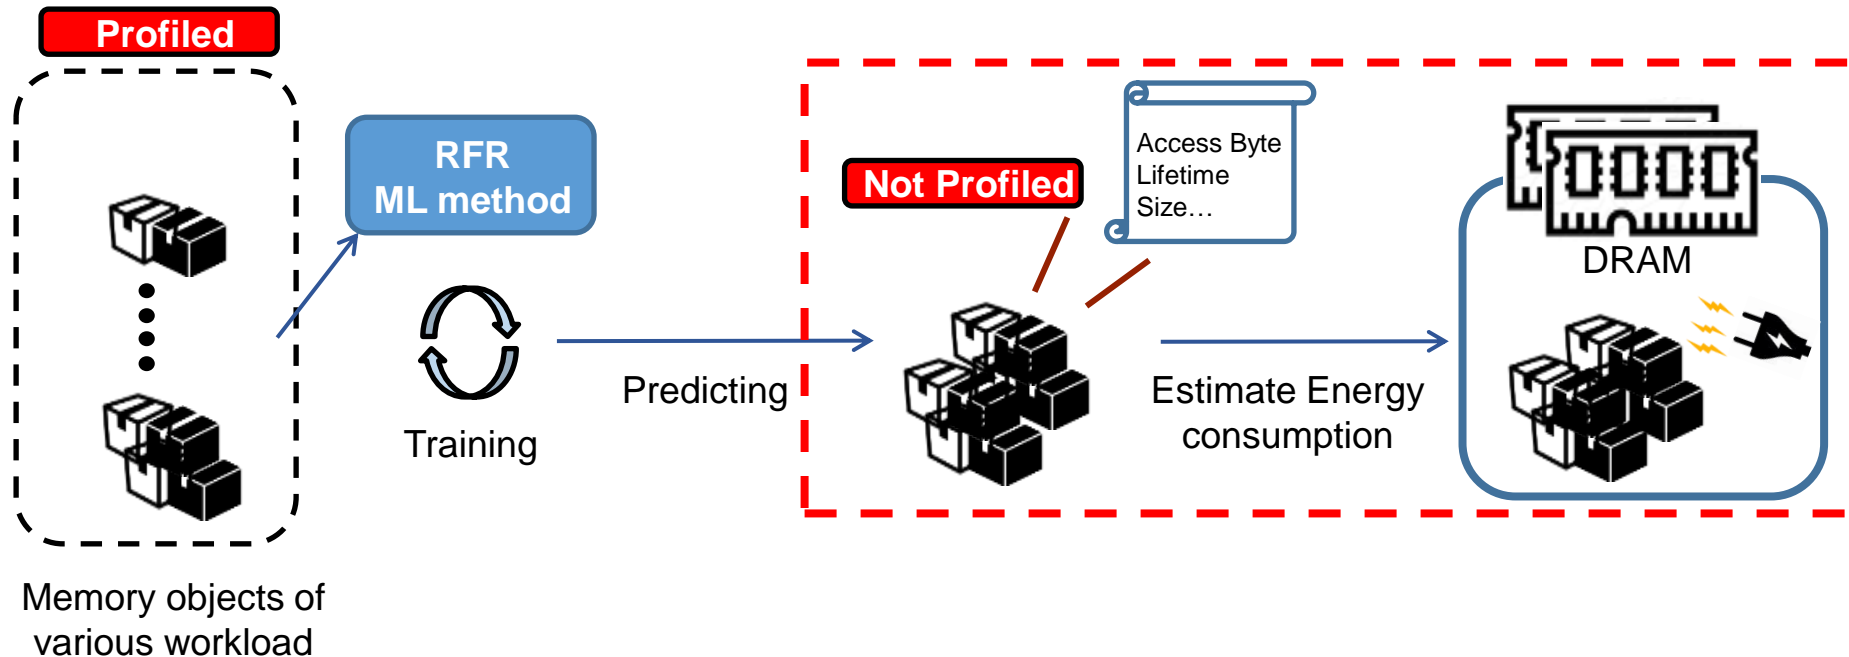 Profiled
RFR
ML method
Training
Memory objects of
various workload
Predicting
Not Profiled
Access Byte
Lifetime
Size…
Estimate Energy
consumption
DRAM